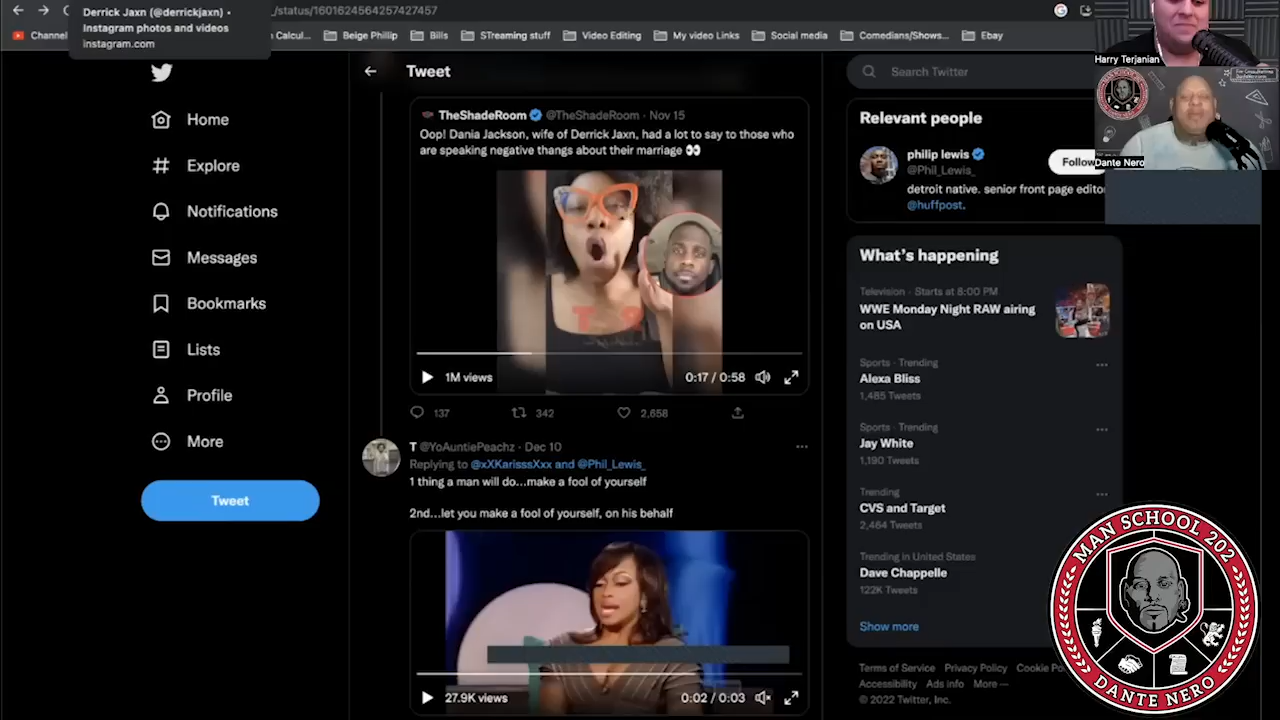 Derrick Jaxn (@derrickjaxn) •
Instagram photos and videos
instagram.com
_/status/1601624564257427457
Channel
Calcul...
Beige Phillip
Bills
STreaming stuff
Video Editing
My video Links
Social media
Comedians/Shows...
Ebay
Home
Explore
Notifications
Messages
Bookmarks
Lists
Profile
More
Tweet
Tweet
TheShadeRoom @TheShadeRoom · Nov 15
Oop! Dania Jackson, wife of Derrick Jaxn, had a lot to say to those who
are speaking negative thangs about their marriage 👀
1M views
0:17 / 0:58
137
342
2,658
T @YoAuntiePeachz · Dec 10
Replying to @xXKarisssXxx and @Phil_Lewis_
1 thing a man will do...make a fool of yourself
2nd...let you make a fool of yourself, on his behalf
27.9K views
0:02 / 0:03
Search Twitter
Relevant people
philip lewis
@Phil_Lewis_
Follow
detroit native. senior front page editor
@huffpost.
What's happening
Television · Starts at 8:00 PM
WWE Monday Night RAW airing
on USA
Sports · Trending
Alexa Bliss
1,485 Tweets
Sports · Trending
Jay White
1,190 Tweets
Trending
CVS and Target
2,464 Tweets
Trending in United States
Dave Chappelle
122K Tweets
Show more
Terms of Service Privacy Policy Cookie Po
Accessibility Ads info More ···
© 2022 Twitter, Inc.
Harry Terjanian
Dante Nero
MAN SCHOOL 202
DANTE NERO